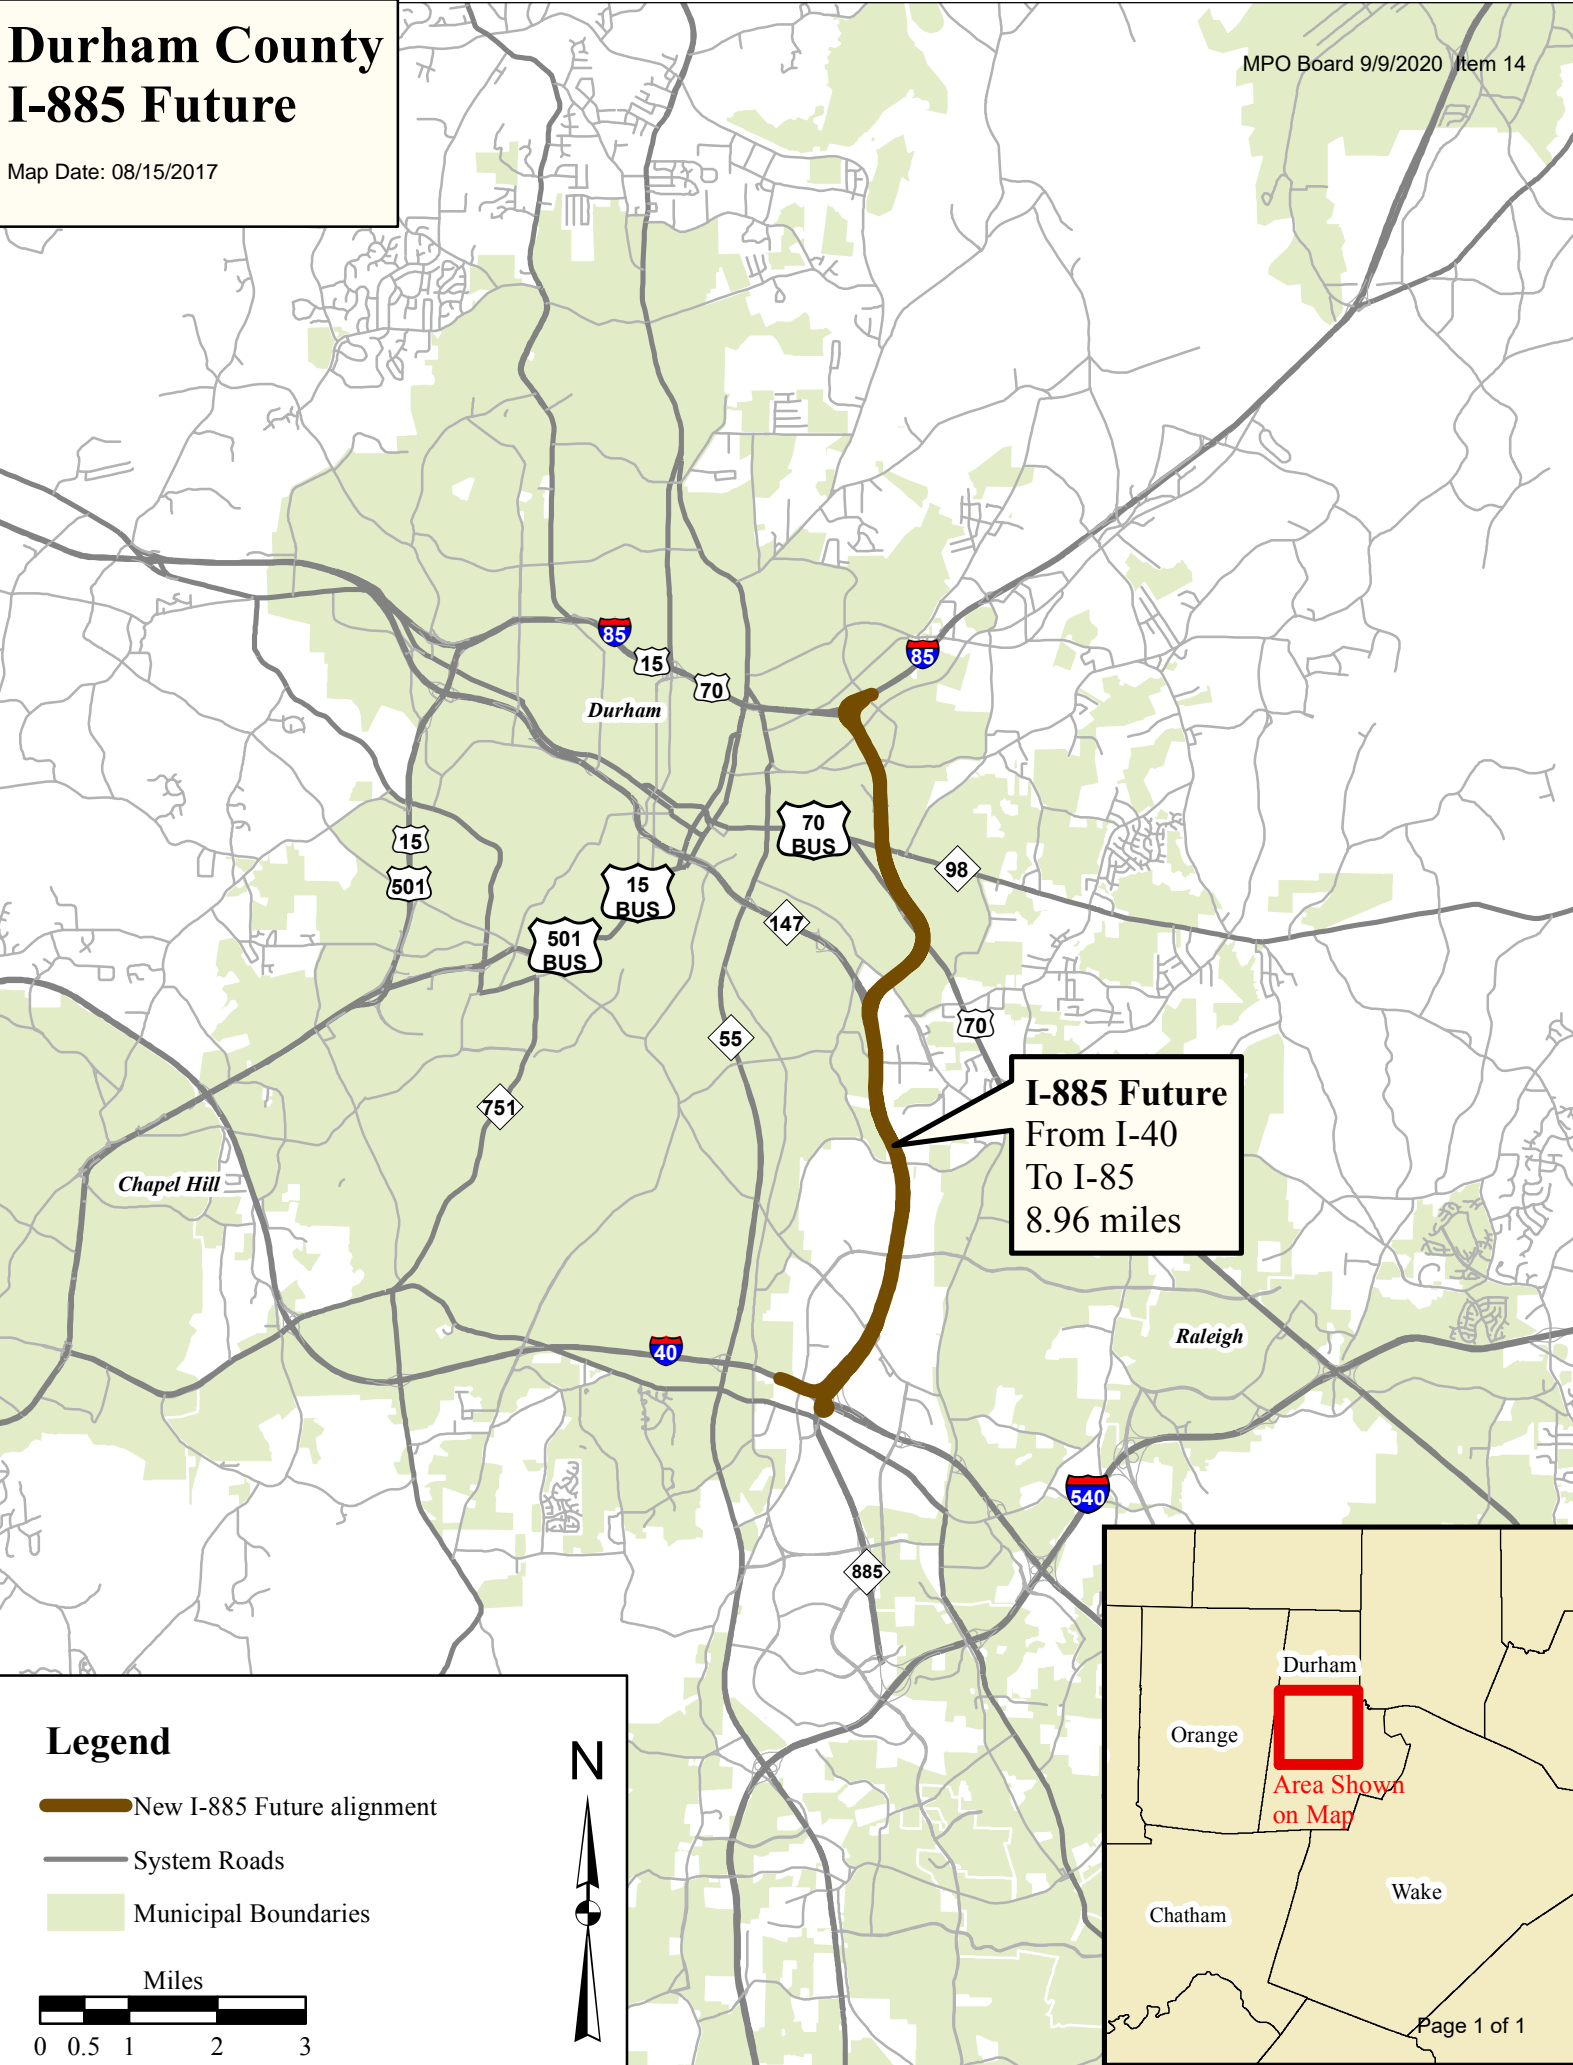 Durham County
I-885 Future
Map Date: 08/15/2017
MPO Board 9/9/2020 Item 14
85
15
70
85
Durham
70
BUS
15
501
98
15
BUS
147
501
BUS
70
55
751
I-885 Future
From I-40
To I-85
8.96 miles
Chapel Hill
Raleigh
40
540
885
Legend
New I-885 Future alignment
System Roads
Municipal Boundaries
Miles
0 0.5 1 2 3
N
Durham
Orange
Area Shown
on Map
Wake
Chatham
Page 1 of 1